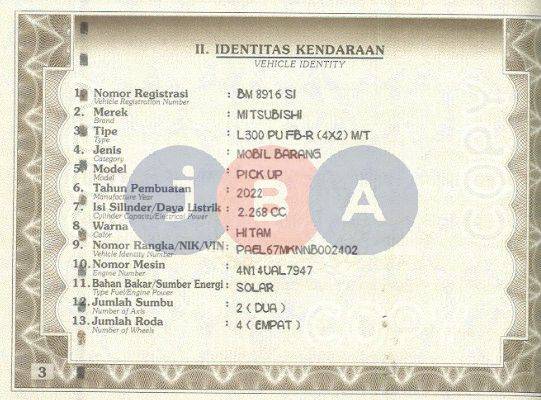 II. IDENTITAS KENDARAAN
VEHICLE IDENTITY
1. Nomor Registrasi : BM 8916 SI
Vehicle Registration Number
2. Merek : MITSUBISHI
Brand
3. Tipe : L300 PU FB-R (4X2) M/T
Type
4. Jenis : MOBIL BARANG
Category
5. Model : PICK UP
Model
6. Tahun Pembuatan : 2022
Manufacture Year
7. Isi Silinder/Daya Listrik : 2.268 CC
Cylinder Capacity/Electrical Power
8. Warna : HITAM
Color
9. Nomor Rangka/NIK/VIN : PAEL67MKNNB002402
Vehicle Identity Number
10. Nomor Mesin : 4N14UAL7947
Engine Number
11. Bahan Bakar/Sumber Energi : SOLAR
Type Fuel/Engine Power
12. Jumlah Sumbu : 2 ( DUA )
Number of Axis
13. Jumlah Roda : 4 ( EMPAT )
Number of Wheels
iBA
COPY
3